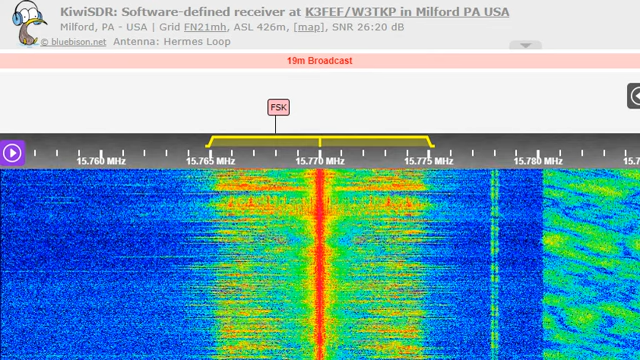 KiwiSDR: Software-defined receiver at K3FEF/W3TKP in Milford PA USA
Milford, PA - USA | Grid FN21mh, ASL 426m, [map], SNR 26:20 dB
© bluebison.net Antenna: Hermes Loop
19m Broadcast
FSK
15.760 MHz 15.765 MHz 15.770 MHz 15.775 MHz 15.780 MHz 15.7